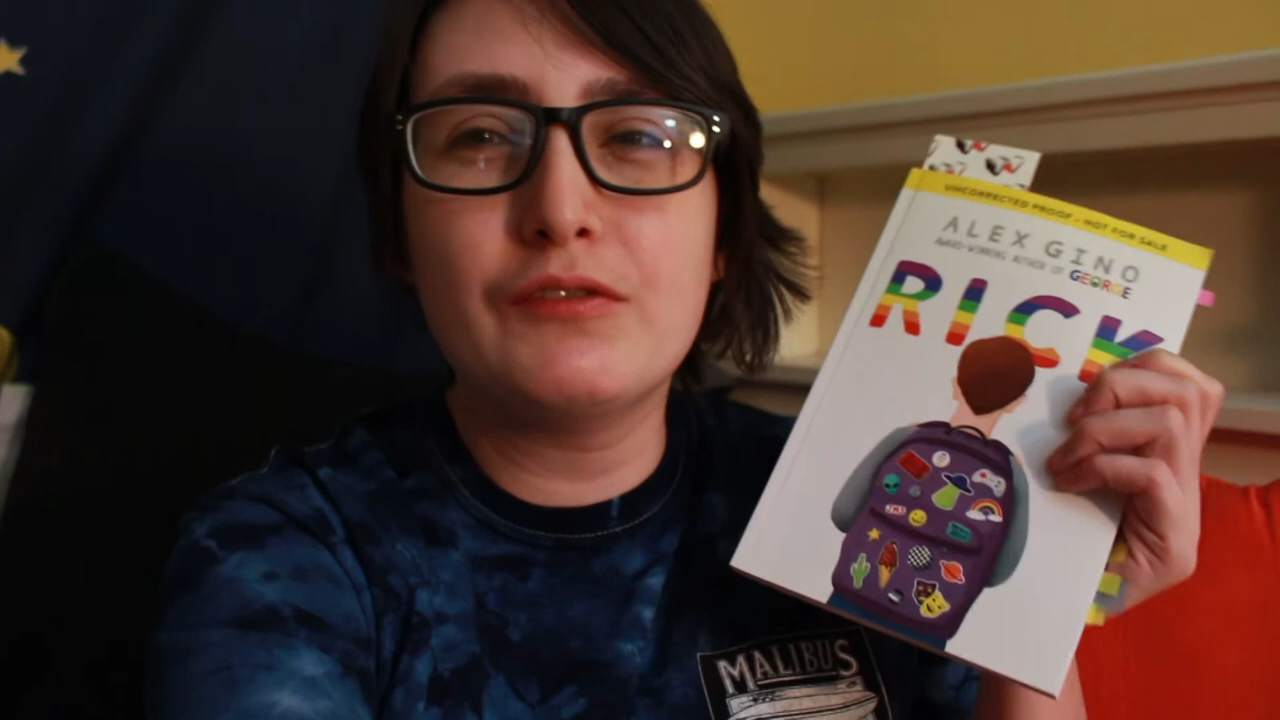 UNCORRECTED PROOF • NOT FOR SALE
ALEX GINO
AWARD-WINNING AUTHOR OF GEORGE
RICK
MALIBUS